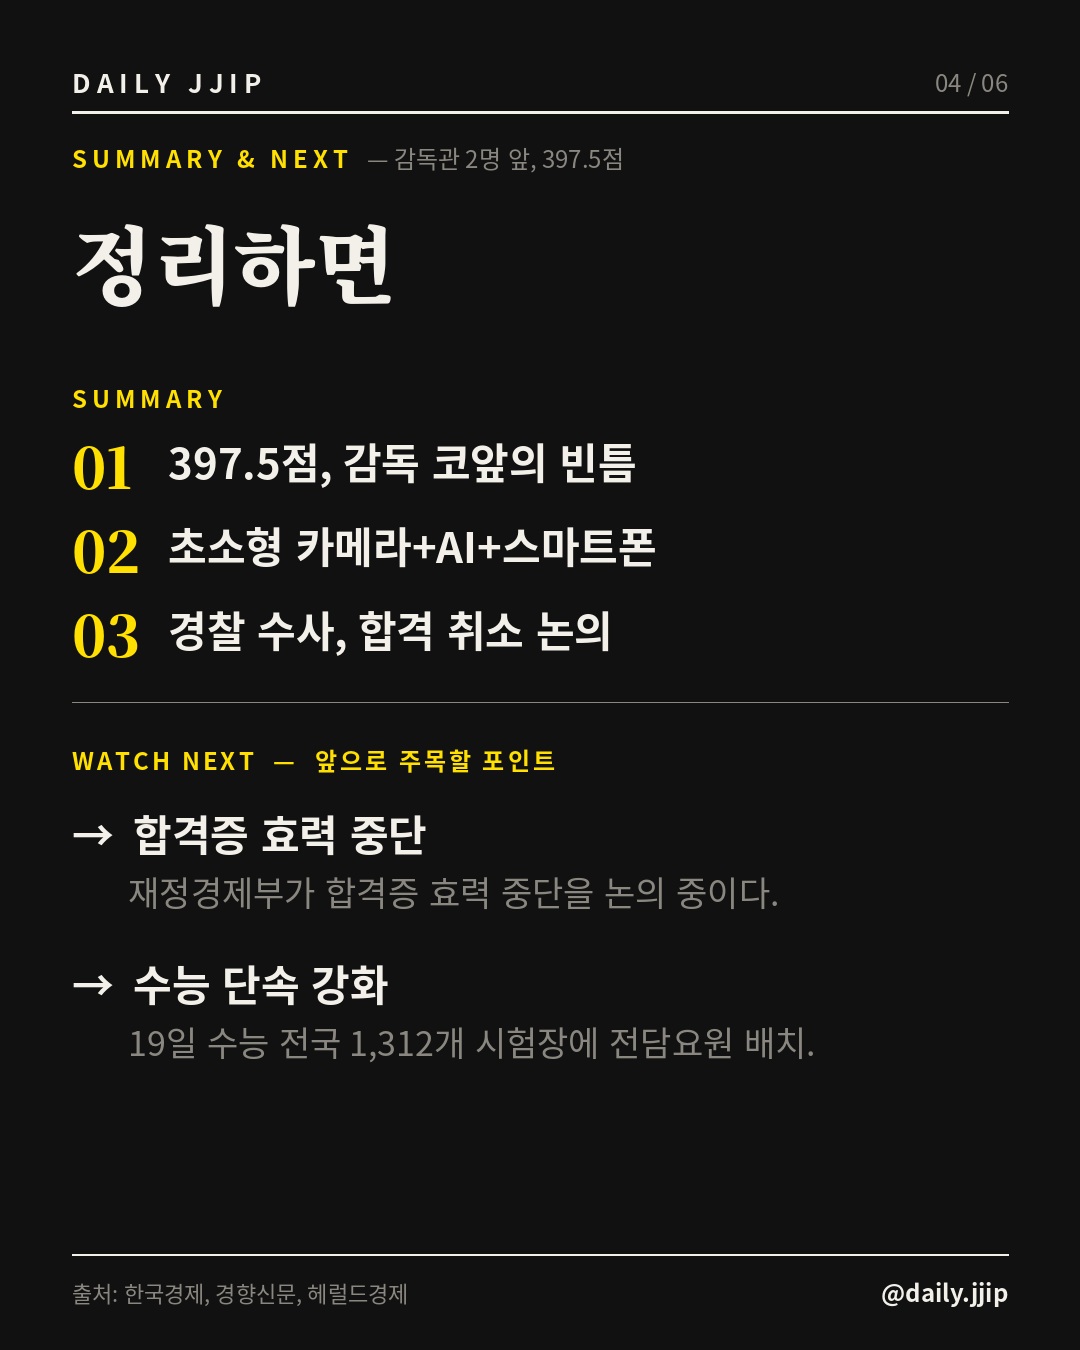 DAILY JJIP
04 / 06
SUMMARY & NEXT — 감독관 2명 앞, 397.5점
정리하면
SUMMARY
01 397.5점, 감독 코앞의 빈틈
02 초소형 카메라+AI+스마트폰
03 경찰 수사, 합격 취소 논의
WATCH NEXT — 앞으로 주목할 포인트
→ 합격증 효력 중단
재정경제부가 합격증 효력 중단을 논의 중이다.
→ 수능 단속 강화
19일 수능 전국 1,312개 시험장에 전담요원 배치.
출처: 한국경제, 경향신문, 헤럴드경제
@daily.jjip